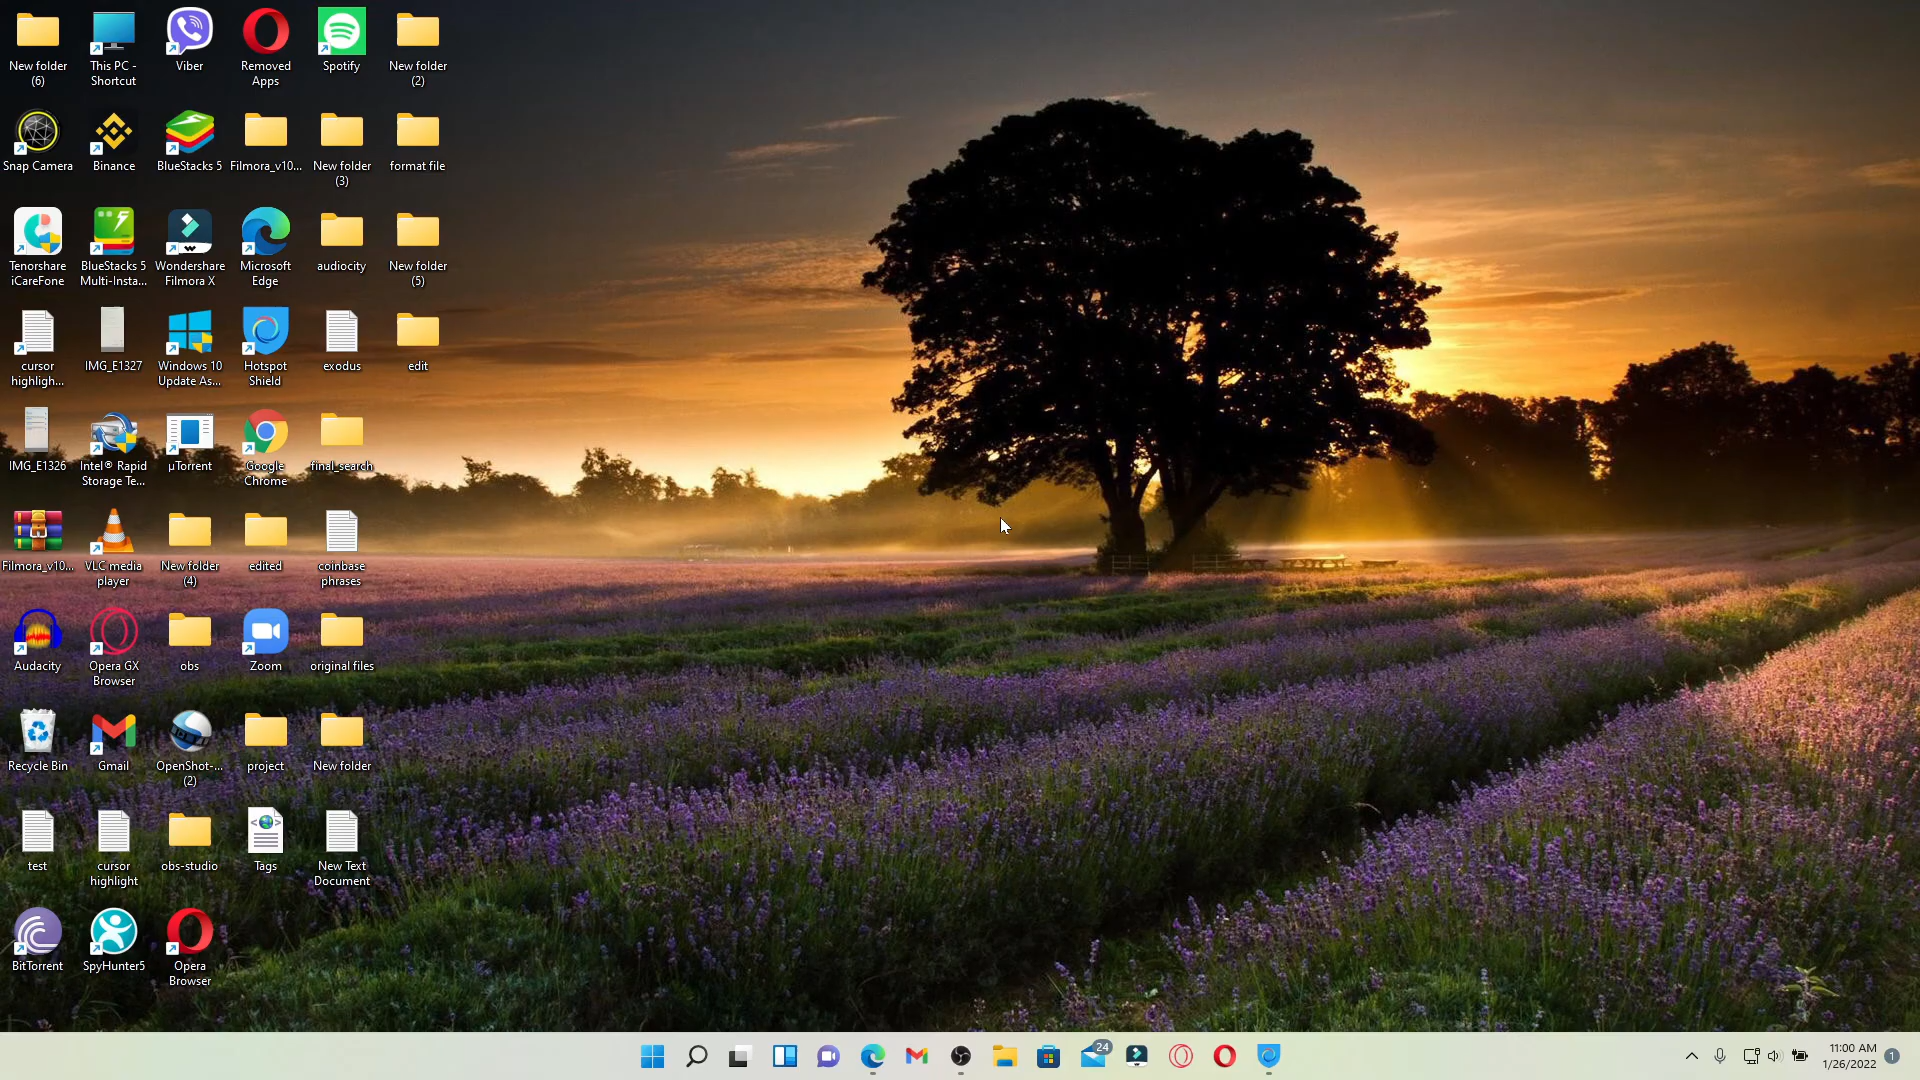 New folder
(6)
This PC -
Shortcut
Viber
Removed
Apps
Spotify
New folder
(2)
Snap Camera
Binance
BlueStacks 5
Filmora_v10...
New folder
(3)
format file
Tenorshare
iCareFone
BlueStacks 5
Multi-Insta...
Wondershare
Filmora X
Microsoft
Edge
audiocity
New folder
(5)
cursor
highligh...
IMG_E1327
Windows 10
Update As...
Hotspot
Shield
exodus
edit
IMG_E1326
Intel® Rapid
Storage Te...
µTorrent
Google
Chrome
final_search
Filmora_v10...
VLC media
player
New folder
(4)
edited
coinbase
phrases
Audacity
Opera GX
Browser
obs
Zoom
original files
Recycle Bin
Gmail
OpenShot-...
(2)
project
New folder
test
cursor
highlight
obs-studio
Tags
New Text
Document
BitTorrent
SpyHunter5
Opera
Browser
24
11:00 AM
1/26/2022
1